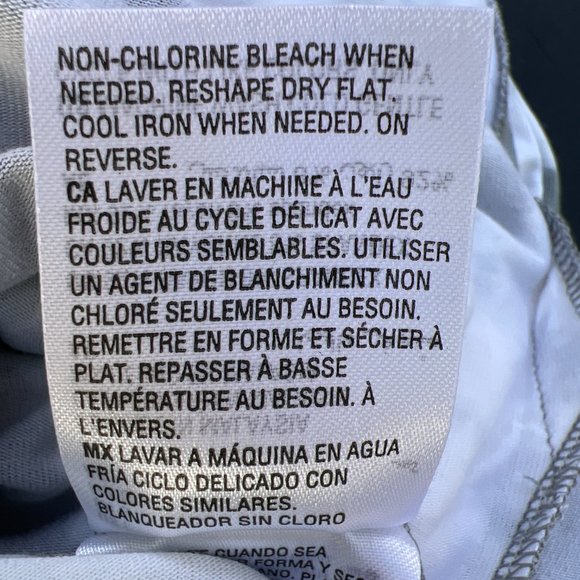 NON-CHLORINE BLEACH WHEN
NEEDED. RESHAPE DRY FLAT.
COOL IRON WHEN NEEDED. ON
REVERSE.
CA LAVER EN MACHINE À L'EAU
FROIDE AU CYCLE DÉLICAT AVEC
COULEURS SEMBLABLES. UTILISER
UN AGENT DE BLANCHIMENT NON
CHLORÉ SEULEMENT AU BESOIN.
REMETTRE EN FORME ET SÉCHER À
PLAT. REPASSER À BASSE
TEMPÉRATURE AU BESOIN. À
L'ENVERS.
MX LAVAR A MÁQUINA EN AGUA
FRÍA CICLO DELICADO CON
COLORES SIMILARES.
BLANQUEADOR SIN CLORO
CUANDO SEA
FORMA Y